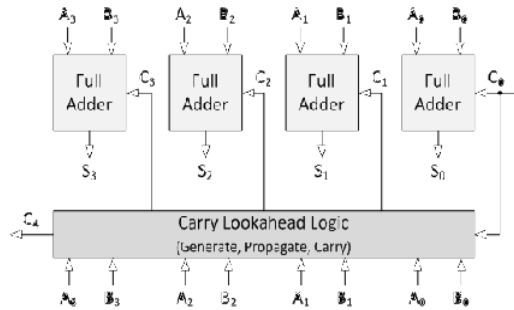 A3 B3 A2 B2 A1 B1 A0 B0
Full Adder C3 Full Adder C2 Full Adder C1 Full Adder C0
S3 S2 S1 S0
C4
Carry Lookahead Logic
(Generate, Propagate, Carry)
B3 A2 B2 A1 B1 A0 B0